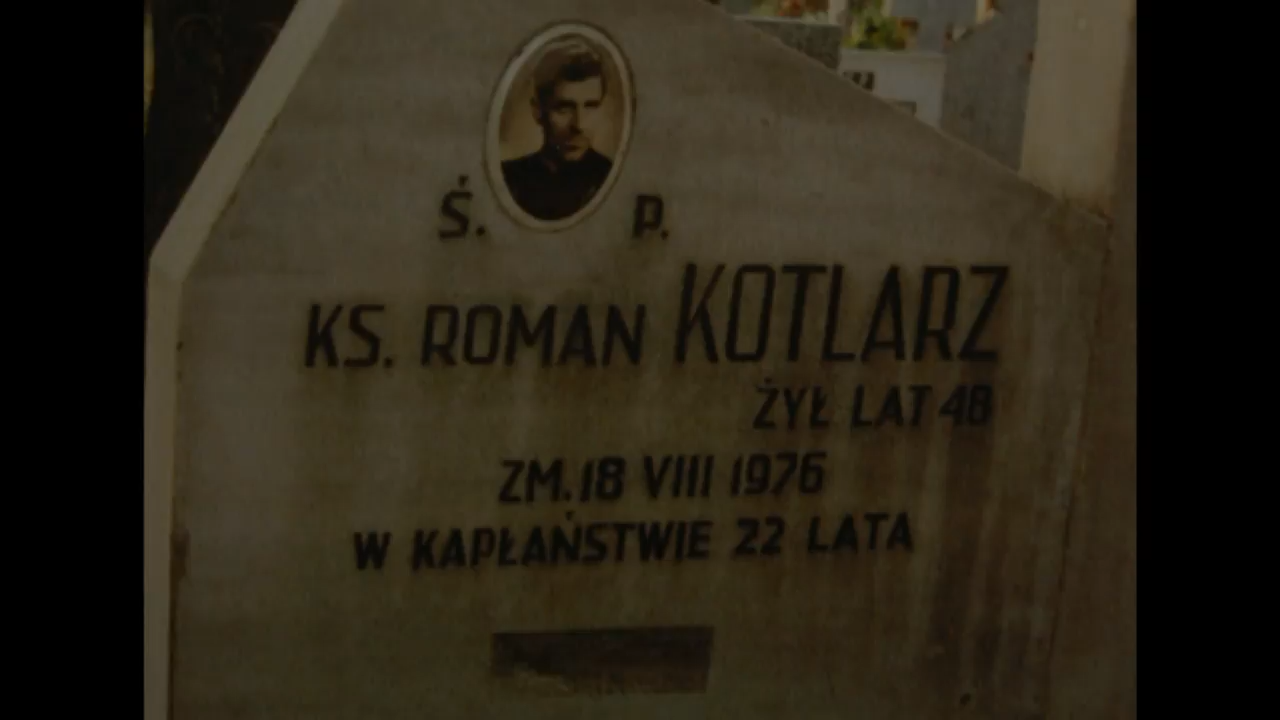 Ś. P.
KS. ROMAN KOTLARZ
ŻYŁ LAT 48
ZM. 18 VIII 1976
W KAPŁAŃSTWIE 22 LATA